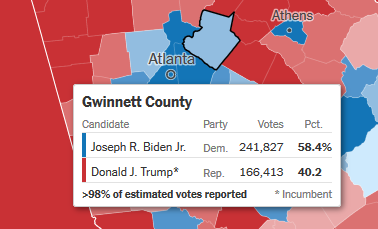 Athens
Atlanta
Gwinnett County
Candidate Party Votes Pct.
Joseph R. Biden Jr. Dem. 241,827 58.4%
Donald J. Trump* Rep. 166,413 40.2
>98% of estimated votes reported * Incumbent